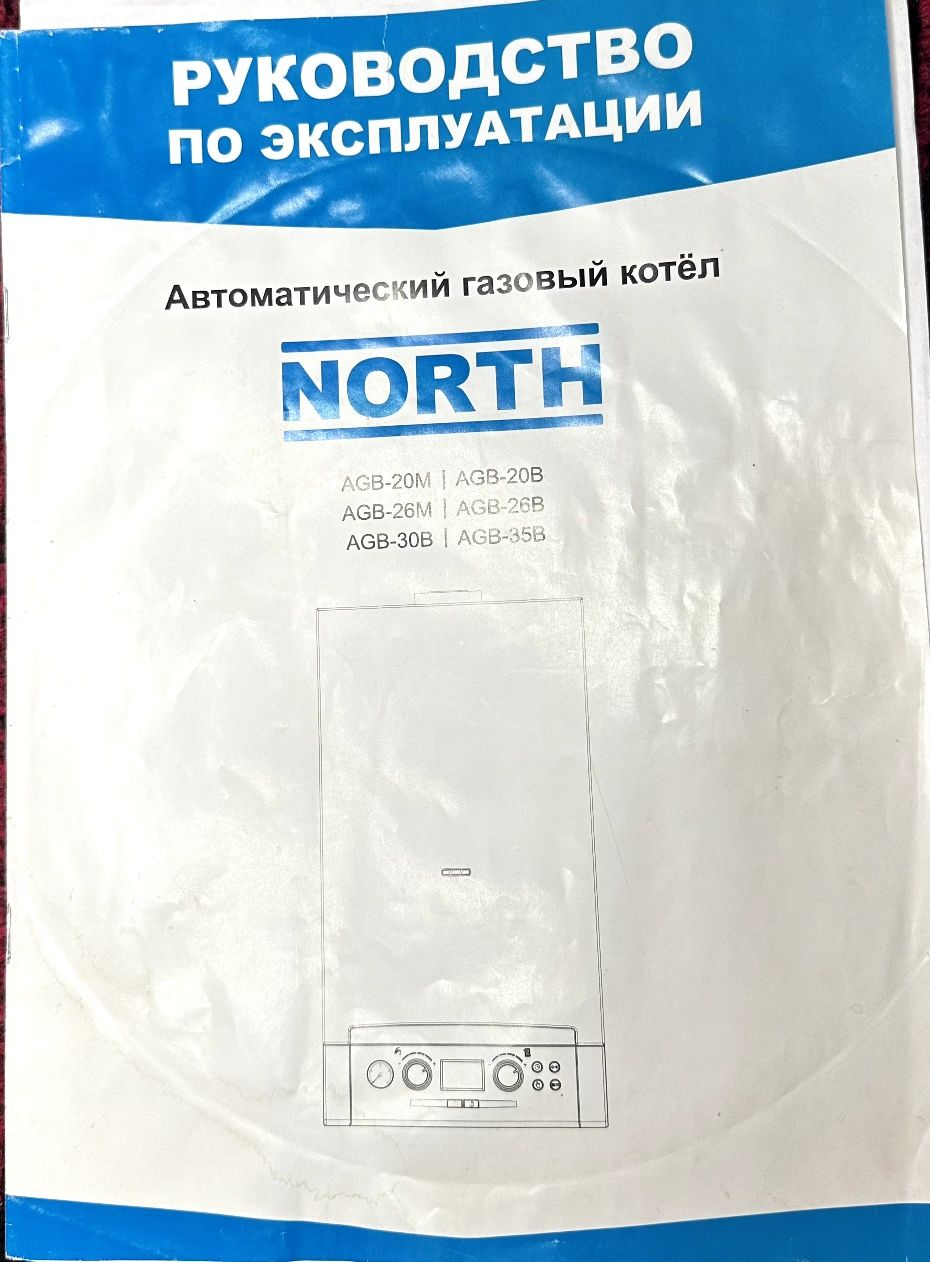 РУКОВОДСТВО
ПО ЭКСПЛУАТАЦИИ
Автоматический газовый котёл
NORTH
AGB-20M | AGB-20B
AGB-26M | AGB-26B
AGB-30B | AGB-35B